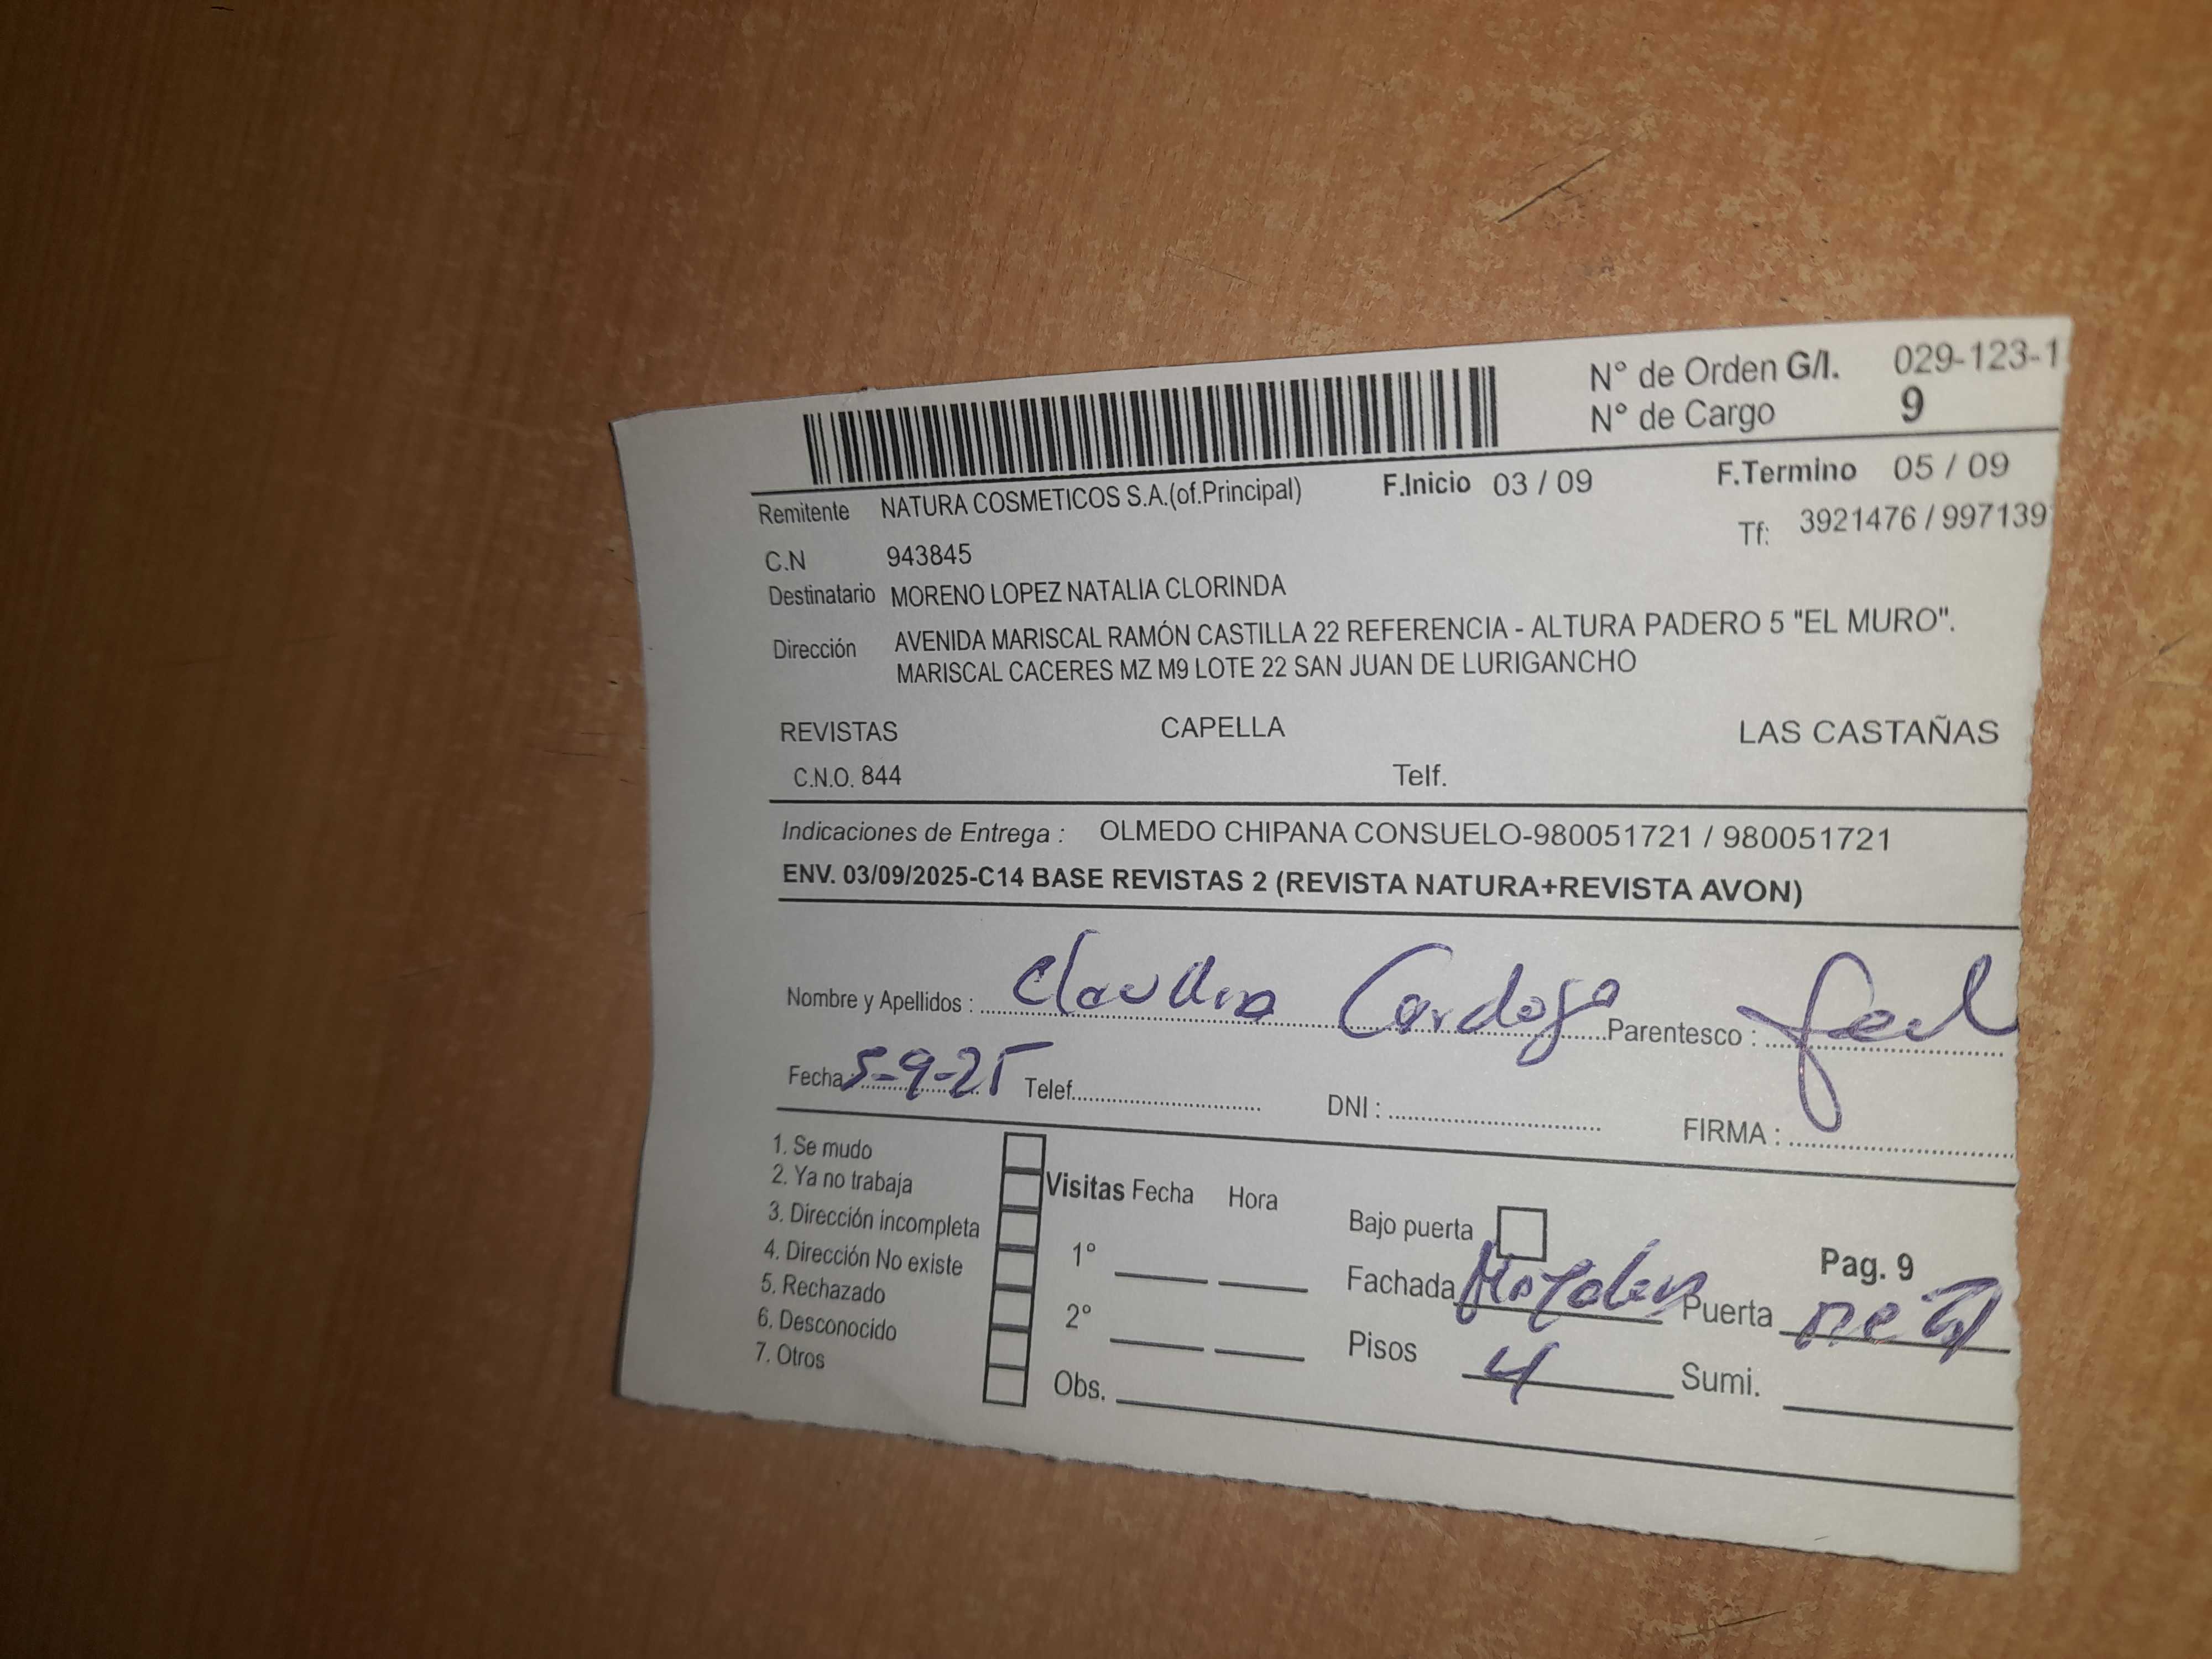 N° de Orden G/I. 029-123-1
N° de Cargo 9
F.Inicio 03 / 09 F.Termino 05 / 09
Remitente NATURA COSMETICOS S.A.(of.Principal)
Tf: 3921476 / 997139
C.N 943845
Destinatario MORENO LOPEZ NATALIA CLORINDA
Dirección AVENIDA MARISCAL RAMÓN CASTILLA 22 REFERENCIA - ALTURA PADERO 5 "EL MURO".
MARISCAL CACERES MZ M9 LOTE 22 SAN JUAN DE LURIGANCHO
REVISTAS CAPELLA LAS CASTAÑAS
C.N.O. 844 Telf.
Indicaciones de Entrega : OLMEDO CHIPANA CONSUELO-980051721 / 980051721
ENV. 03/09/2025-C14 BASE REVISTAS 2 (REVISTA NATURA+REVISTA AVON)
Nombre y Apellidos : Claudia Parentesco :
Fecha : 5-9-25 Telef. DNI : FIRMA :
1. Se mudo
2. Ya no trabaja
3. Dirección incompleta
4. Dirección No existe
5. Rechazado
6. Desconocido
7. Otros
Visitas Fecha Hora
1°
2°
Obs.
Bajo puerta
Pag. 9
Fachada Puerta
Pisos 4 Sumi.